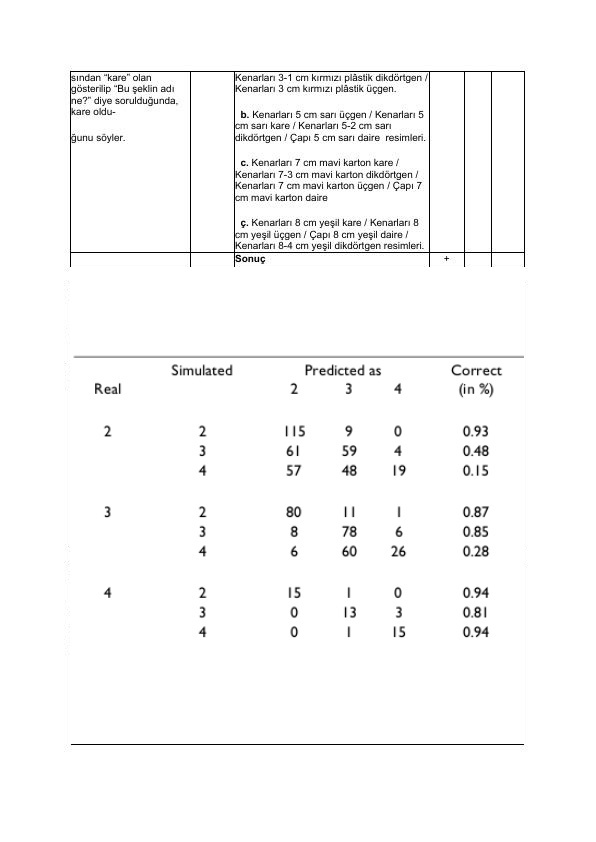 sından “kare” olan
gösterilip “Bu şeklin adı
ne?” diye sorulduğunda,
kare oldu-
ğunu söyler.
Kenarları 3-1 cm kırmızı plâstik dikdörtgen /
Kenarları 3 cm kırmızı plâstik üçgen.
b. Kenarları 5 cm sarı üçgen / Kenarları 5
cm sarı kare / Kenarları 5-2 cm sarı
dikdörtgen / Çapı 5 cm sarı daire resimleri.
c. Kenarları 7 cm mavi karton kare /
Kenarları 7-3 cm mavi karton dikdörtgen /
Kenarları 7 cm mavi karton üçgen / Çapı 7
cm mavi karton daire
ç. Kenarları 8 cm yeşil kare / Kenarları 8
cm yeşil üçgen / Çapı 8 cm yeşil daire /
Kenarları 8-4 cm yeşil dikdörtgen resimleri.
Sonuç +
Simulated Predicted as Correct
Real 2 3 4 (in %)
2 2 115 9 0 0.93
3 61 59 4 0.48
4 57 48 19 0.15
3 2 80 11 1 0.87
3 8 78 6 0.85
4 6 60 26 0.28
4 2 15 1 0 0.94
3 0 13 3 0.81
4 0 1 15 0.94